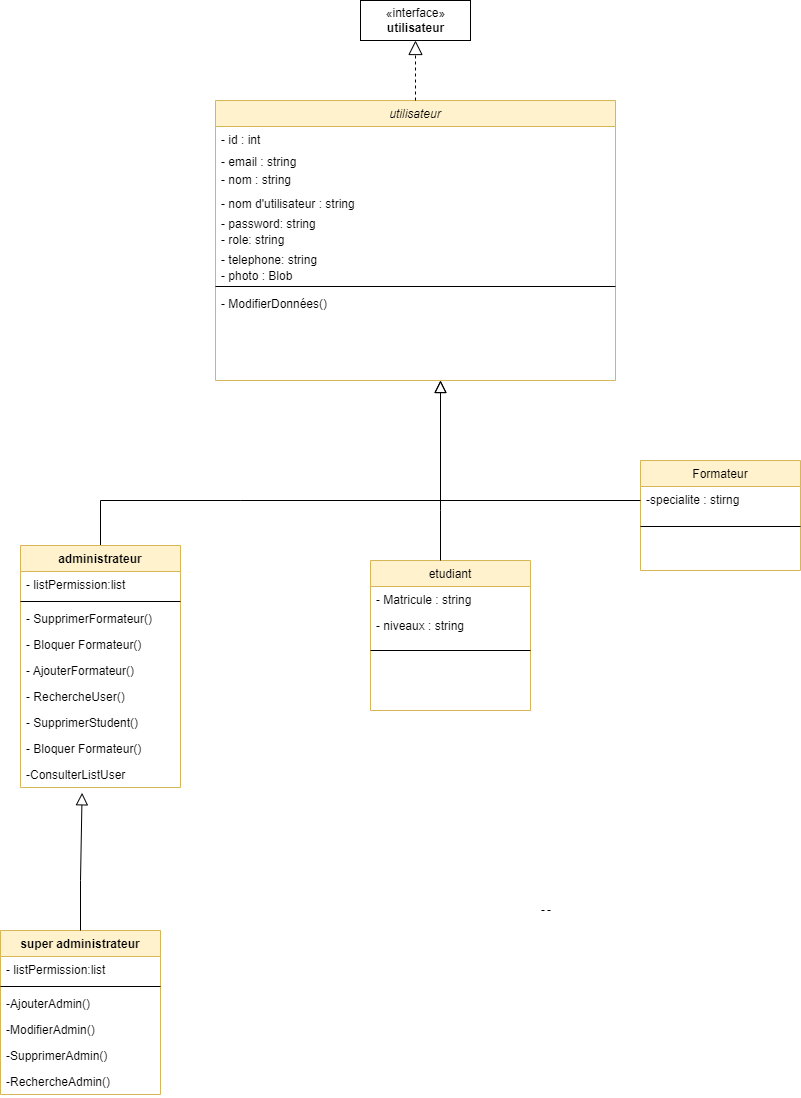 «interface»
utilisateur
utilisateur
- id : int
- email : string
- nom : string
- nom d'utilisateur : string
- password: string
- role: string
- telephone: string
- photo : Blob
- ModifierDonnées()
Formateur
-specialite : stirng
administrateur
- listPermission:list
- SupprimerFormateur()
- Bloquer Formateur()
- AjouterFormateur()
- RechercheUser()
- SupprimerStudent()
- Bloquer Formateur()
-ConsulterListUser
etudiant
- Matricule : string
- niveaux : string
- -
super administrateur
- listPermission:list
-AjouterAdmin()
-ModifierAdmin()
-SupprimerAdmin()
-RechercheAdmin()